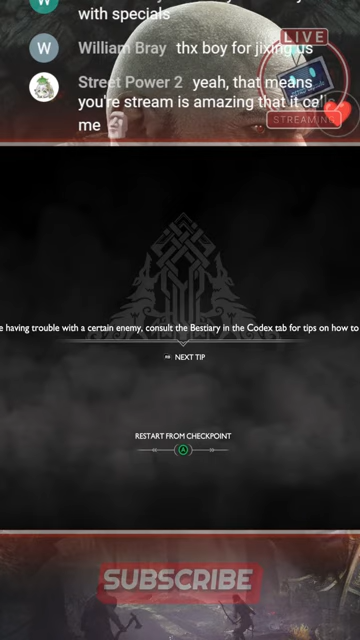 with specials
W William Bray thx boy for jixing us
Street Power 2 yeah, that means
you're stream is amazing that it calls
me
LIVE
STREAMING
e having trouble with a certain enemy, consult the Bestiary in the Codex tab for tips on how to
NEXT TIP
RESTART FROM CHECKPOINT
A
SUBSCRIBE